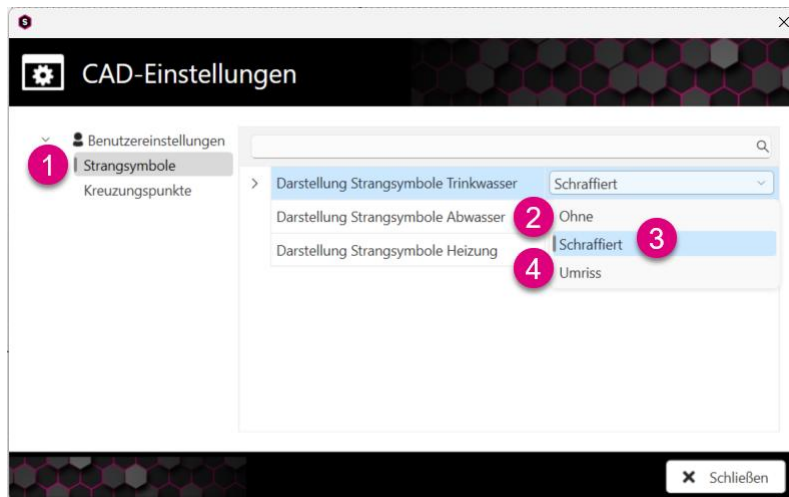 S
CAD-Einstellungen
Benutzereinstellungen
1 Strangsymbole
Kreuzungspunkte
Darstellung Strangsymbole Trinkwasser Schraffiert
Darstellung Strangsymbole Abwasser 2 Ohne
Schraffiert 3
Darstellung Strangsymbole Heizung
4 Umriss
Schließen